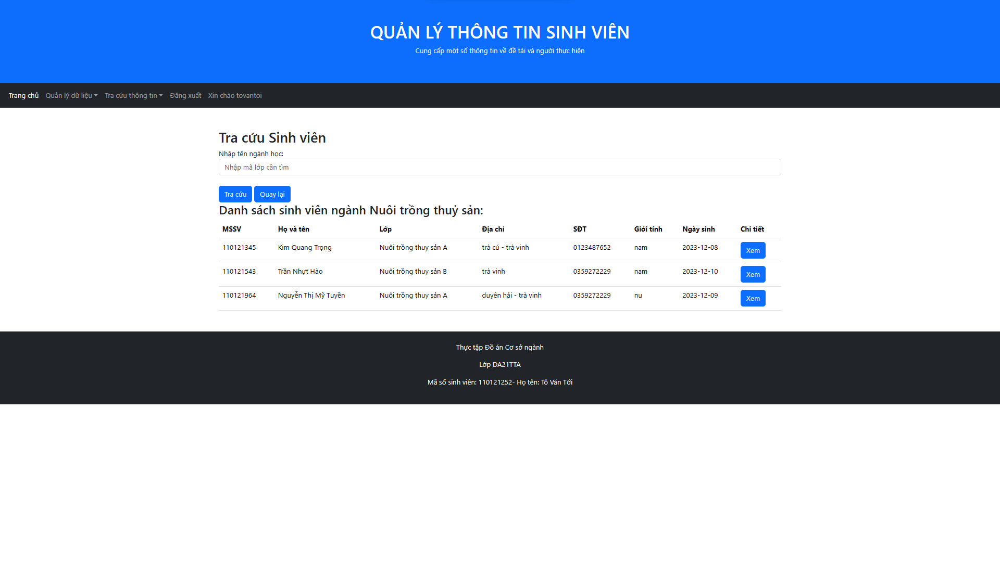 QUẢN LÝ THÔNG TIN SINH VIÊN
Cung cấp một số thông tin về đề tài và người thực hiện
Trang chủ Quản lý dữ liệu Tra cứu thông tin Đăng xuất Xin chào tovantoi
Tra cứu Sinh viên
Nhập tên ngành học:
Nhập mã lớp cần tìm
Tra cứu Quay lại
Danh sách sinh viên ngành Nuôi trồng thuỷ sản:
MSSV Họ và tên Lớp Địa chỉ SĐT Giới tính Ngày sinh Chi tiết
110121345 Kim Quang Trọng Nuôi trồng thuy sản A trà cú - trà vinh 0123487652 nam 2023-12-08 Xem
110121543 Trần Nhựt Hào Nuôi trồng thuy sản B trà vinh 0359272229 nam 2023-12-10 Xem
110121964 Nguyễn Thị Mỹ Tuyền Nuôi trồng thuy sản A duyên hải - trà vinh 0359272229 nu 2023-12-09 Xem
Thực tập Đồ án Cơ sở ngành
Lớp DA21TTA
Mã số sinh viên: 110121252- Họ tên: Tô Văn Tới